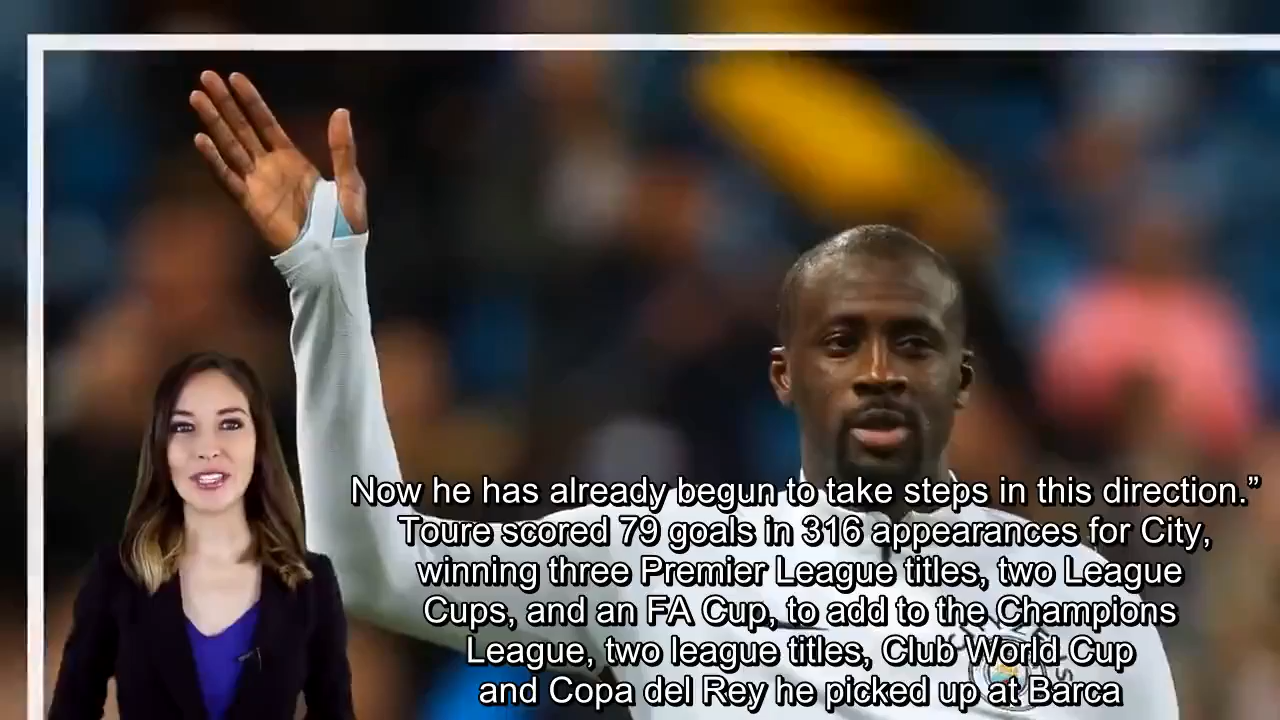 Now he has already begun to take steps in this direction.”
Toure scored 79 goals in 316 appearances for City,
winning three Premier League titles, two League
Cups, and an FA Cup, to add to the Champions
League, two league titles, Club World Cup
and Copa del Rey he picked up at Barca